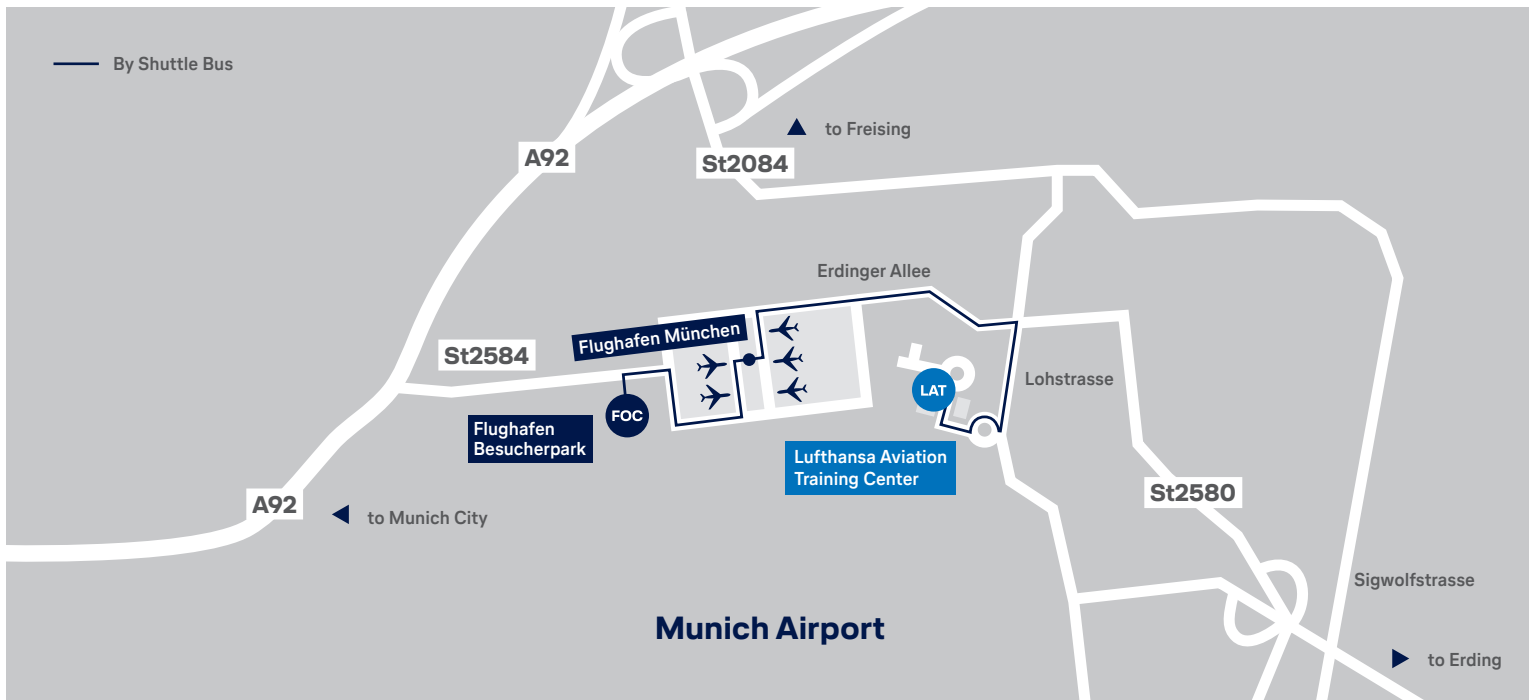 By Shuttle Bus
to Freising
A92
St2084
Erdinger Allee
Flughafen München
St2584
Lohstrasse
LAT
FOC
Flughafen
Besucherpark
Lufthansa Aviation
Training Center
St2580
A92
to Munich City
Sigwolfstrasse
Munich Airport
to Erding